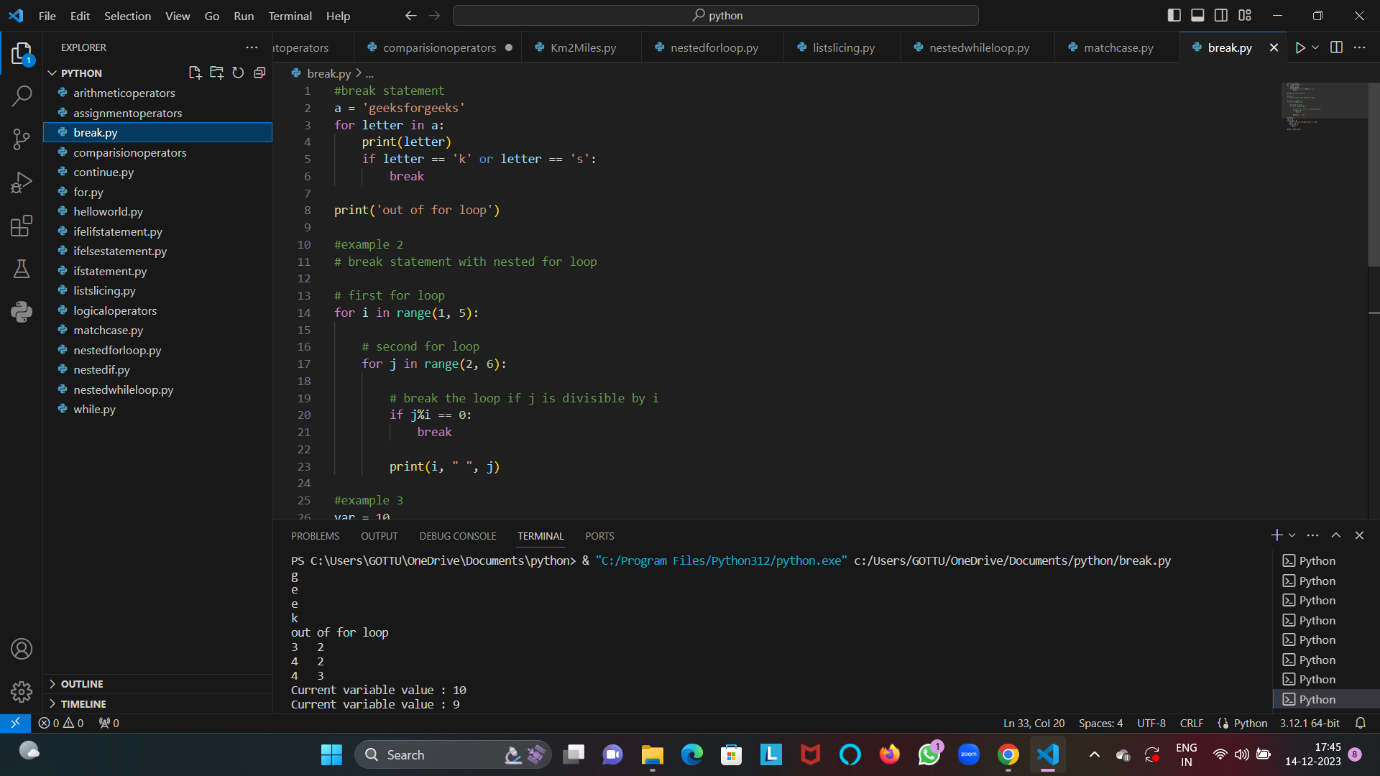 File Edit Selection View Go Run Terminal Help
python
EXPLORER
1
PYTHON
arithmeticoperators
assignmentoperators
break.py
comparisionoperators
continue.py
for.py
helloworld.py
ifelifstatement.py
ifelsestatement.py
ifstatement.py
listslicing.py
logicaloperators
matchcase.py
nestedforloop.py
nestedif.py
nestedwhileloop.py
while.py
OUTLINE
TIMELINE
toperators comparisionoperators Km2Miles.py nestedforloop.py listslicing.py nestedwhileloop.py matchcase.py break.py
break.py > ...
1 #break statement
2 a = 'geeksforgeeks'
3 for letter in a:
4     print(letter)
5     if letter == 'k' or letter == 's':
6         break
7
8 print('out of for loop')
9
10 #example 2
11 # break statement with nested for loop
12
13 # first for loop
14 for i in range(1, 5):
15
16     # second for loop
17     for j in range(2, 6):
18
19         # break the loop if j is divisible by i
20         if j%i == 0:
21             break
22
23         print(i, " ", j)
24
25 #example 3
26 var = 10
PROBLEMS OUTPUT DEBUG CONSOLE TERMINAL PORTS
PS C:\Users\GOTTU\OneDrive\Documents\python> & "C:/Program Files/Python312/python.exe" c:/Users/GOTTU/OneDrive/Documents/python/break.py
g
e
e
k
out of for loop
3   2
4   2
4   3
Current variable value : 10
Current variable value : 9
Python
Python
Python
Python
Python
Python
Python
Python
0 0 0 Ln 33, Col 20 Spaces: 4 UTF-8 CRLF Python 3.12.1 64-bit
Search
L
1
zoom
ENG
IN
17:45
14-12-2023
8